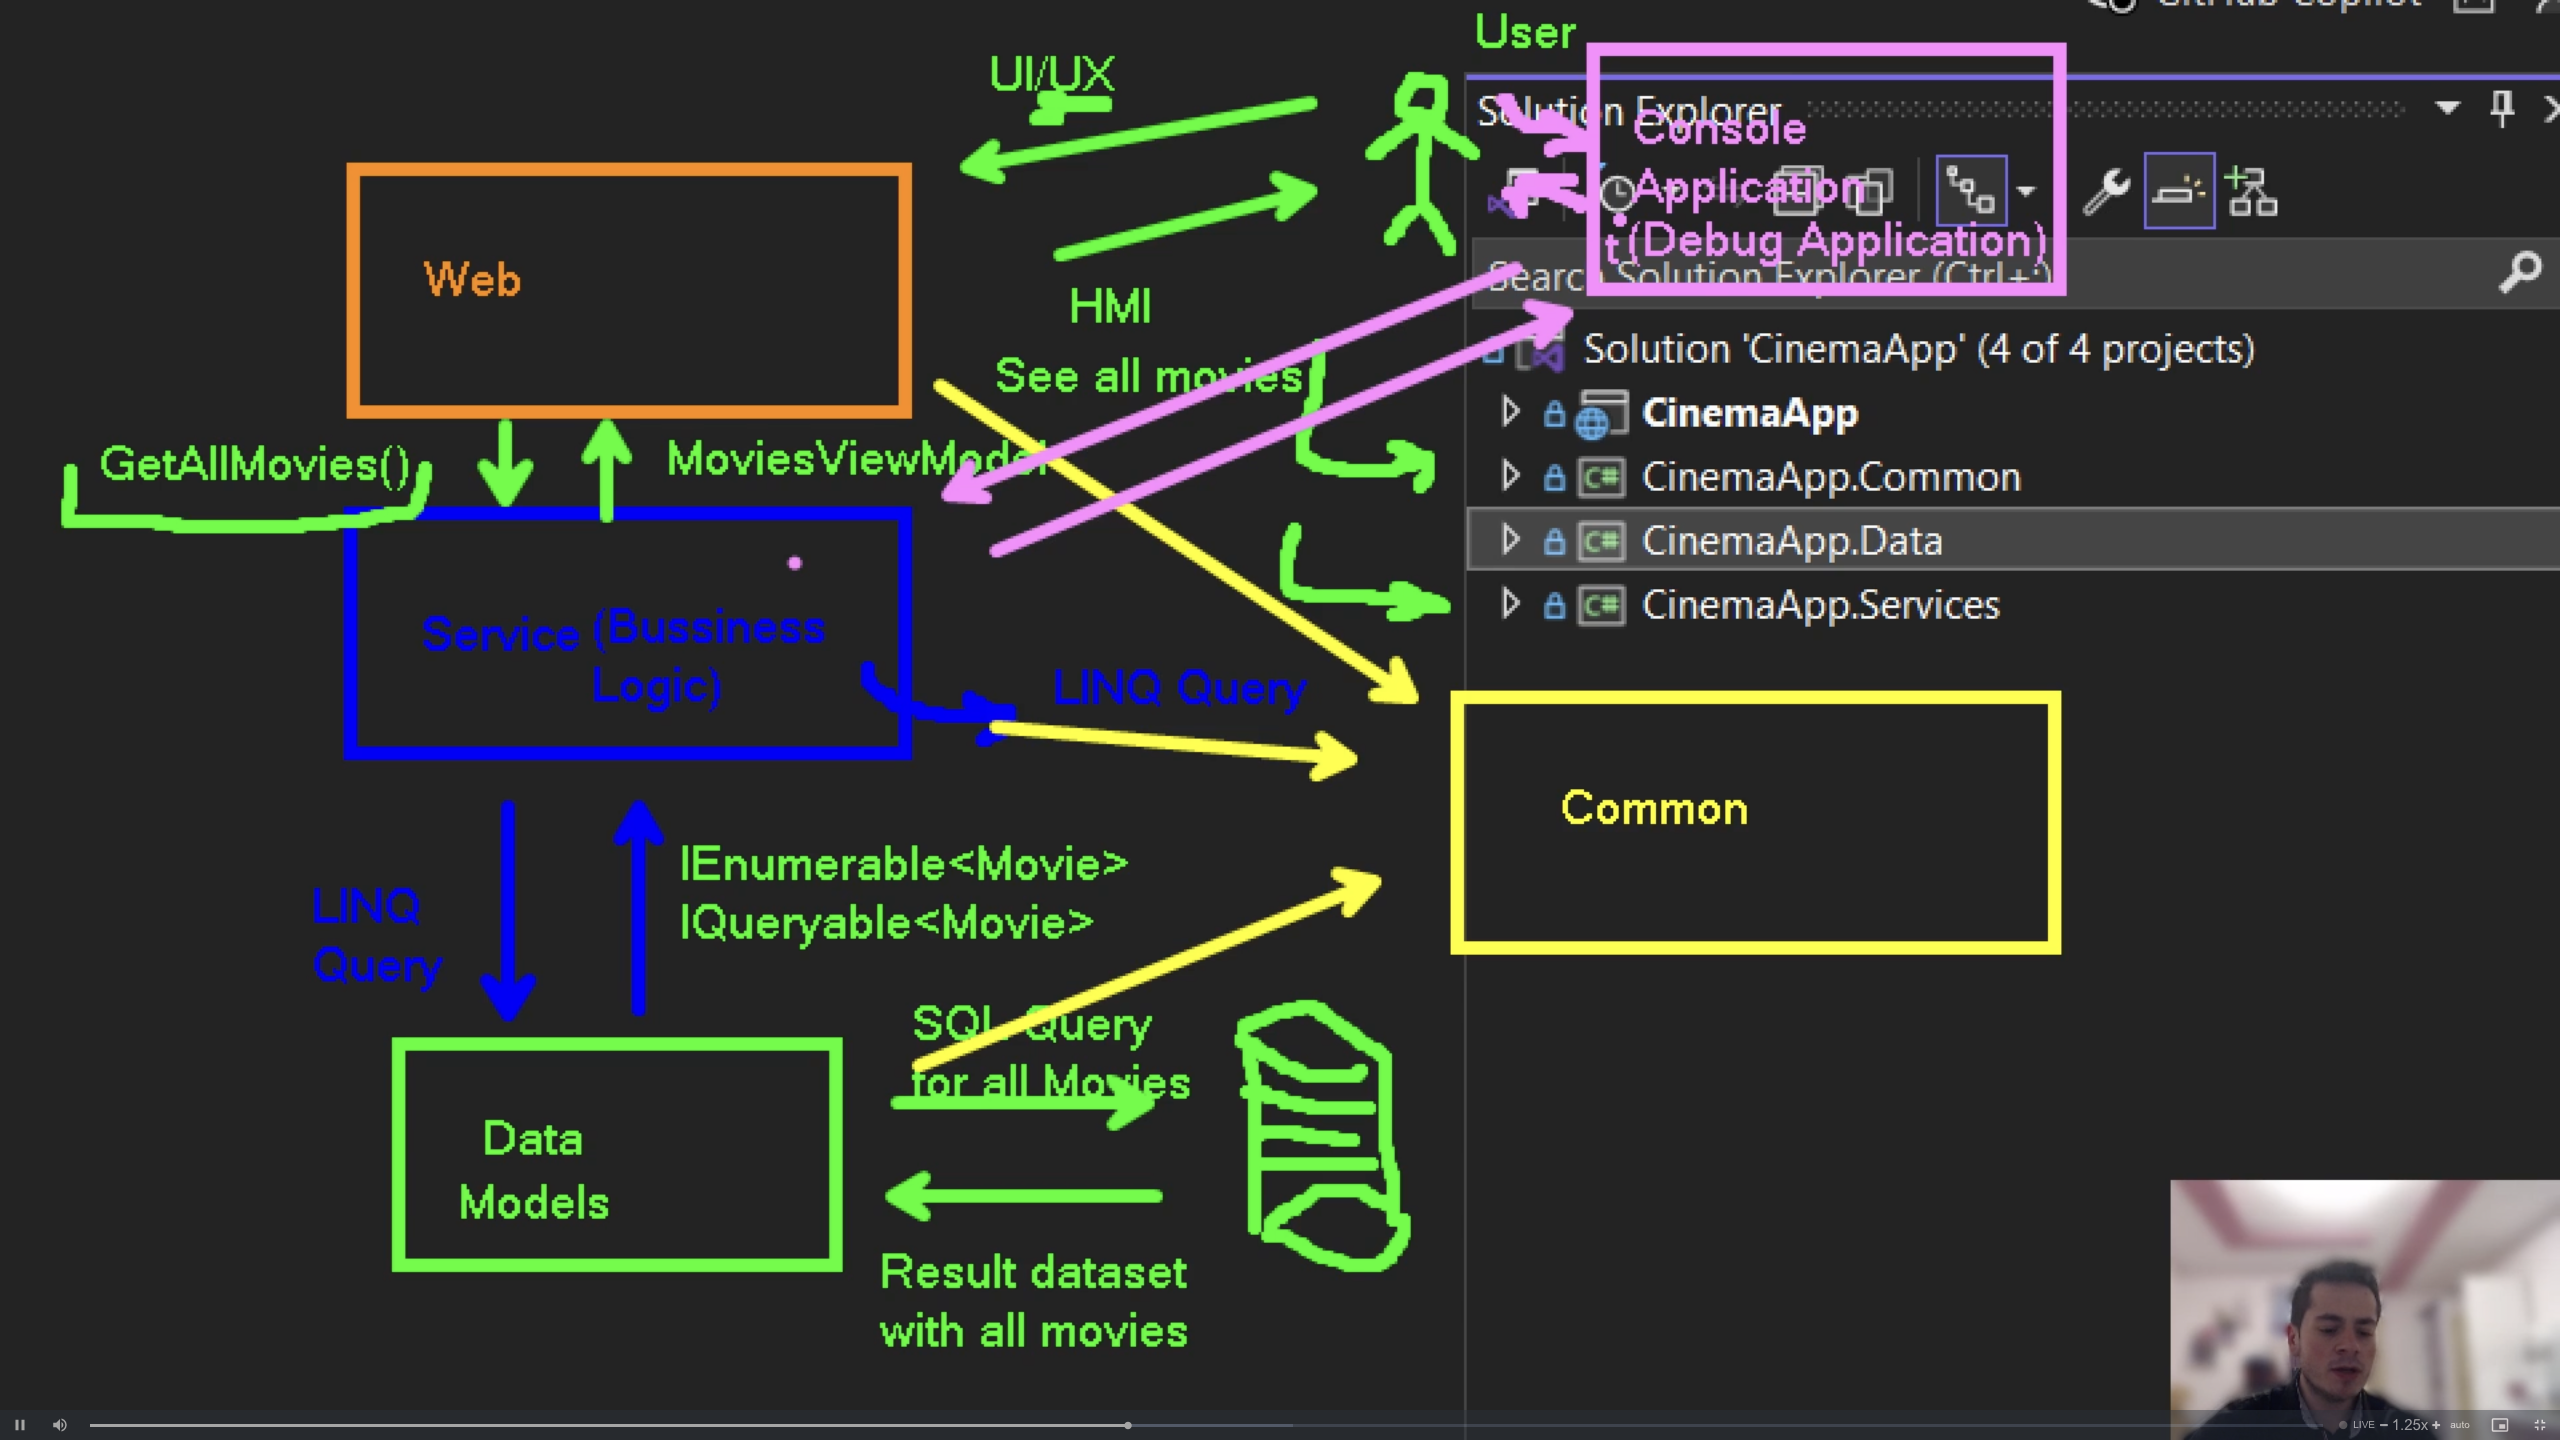 GitHub Copilot
User
UI/UX
Solution Explorer
Console
Application
t (Debug Application)
Search Solution Explorer (Ctrl+;)
Web
HMI
See all movies
Solution 'CinemaApp' (4 of 4 projects)
CinemaApp
CinemaApp.Common
CinemaApp.Data
CinemaApp.Services
GetAllMovies()
MoviesViewModel
Service (Bussiness
Logic)
LINQ Query
Common
IEnumerable<Movie>
IQueryable<Movie>
LINQ
Query
SQL Query
for all Movies
Data
Models
Result dataset
with all movies
LIVE
1.25x
auto